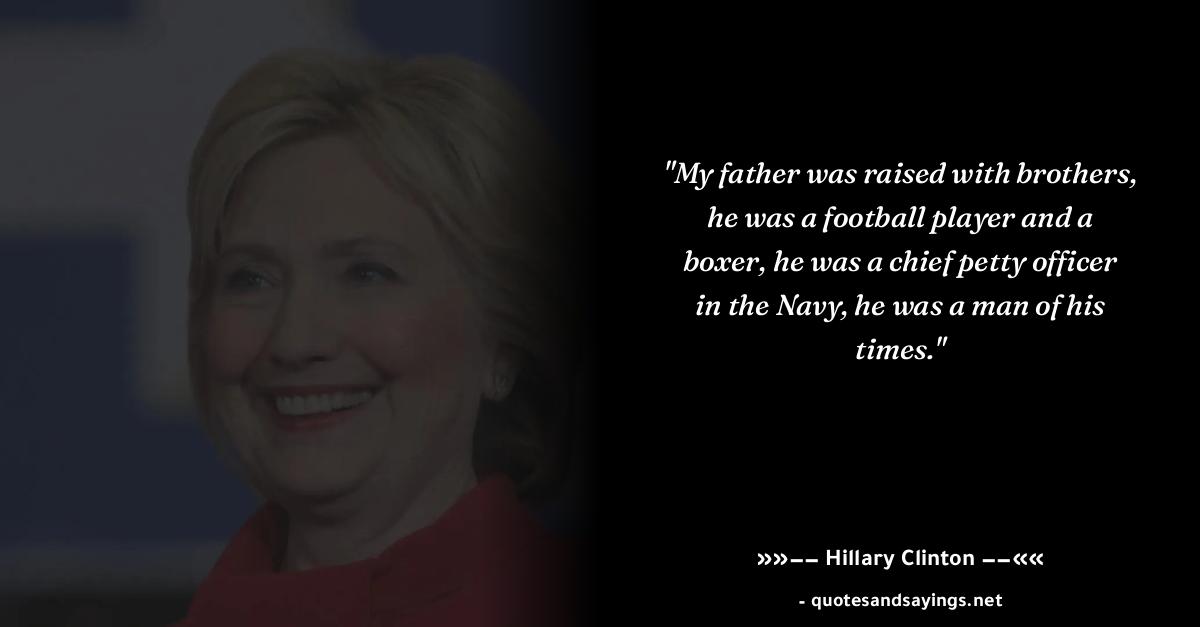 "My father was raised with brothers,
he was a football player and a
boxer, he was a chief petty officer
in the Navy, he was a man of his
times."
»»−− Hillary Clinton −−««
- quotesandsayings.net